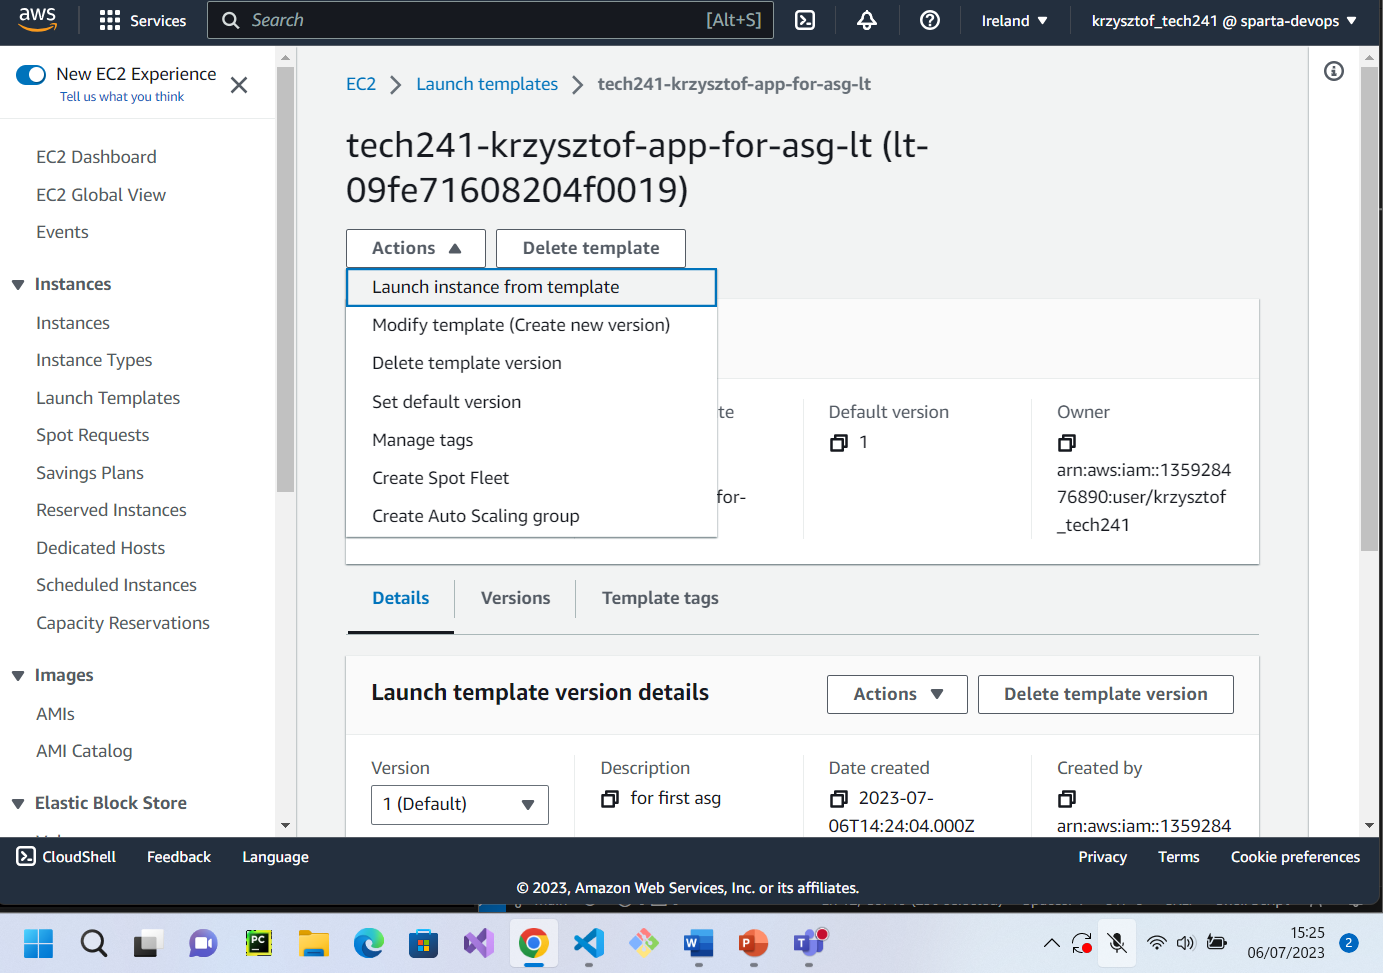 aws
Services
Search
[Alt+S]
Ireland
krzysztof_tech241 @ sparta-devops
New EC2 Experience
Tell us what you think
EC2 Dashboard
EC2 Global View
Events
Instances
Instances
Instance Types
Launch Templates
Spot Requests
Savings Plans
Reserved Instances
Dedicated Hosts
Scheduled Instances
Capacity Reservations
Images
AMIs
AMI Catalog
Elastic Block Store
EC2 > Launch templates > tech241-krzysztof-app-for-asg-lt
tech241-krzysztof-app-for-asg-lt (lt-
09fe71608204f0019)
Actions
Delete template
Launch instance from template
Modify template (Create new version)
Delete template version
Set default version
Manage tags
Create Spot Fleet
Create Auto Scaling group
te
for-
Default version
1
Owner
arn:aws:iam::1359284
76890:user/krzysztof
_tech241
Details
Versions
Template tags
Launch template version details
Actions
Delete template version
Version
1 (Default)
Description
for first asg
Date created
2023-07-
06T14:24:04.000Z
Created by
arn:aws:iam::1359284
CloudShell
Feedback
Language
Privacy
Terms
Cookie preferences
© 2023, Amazon Web Services, Inc. or its affiliates.
PC
W
P
T
15:25
06/07/2023
2